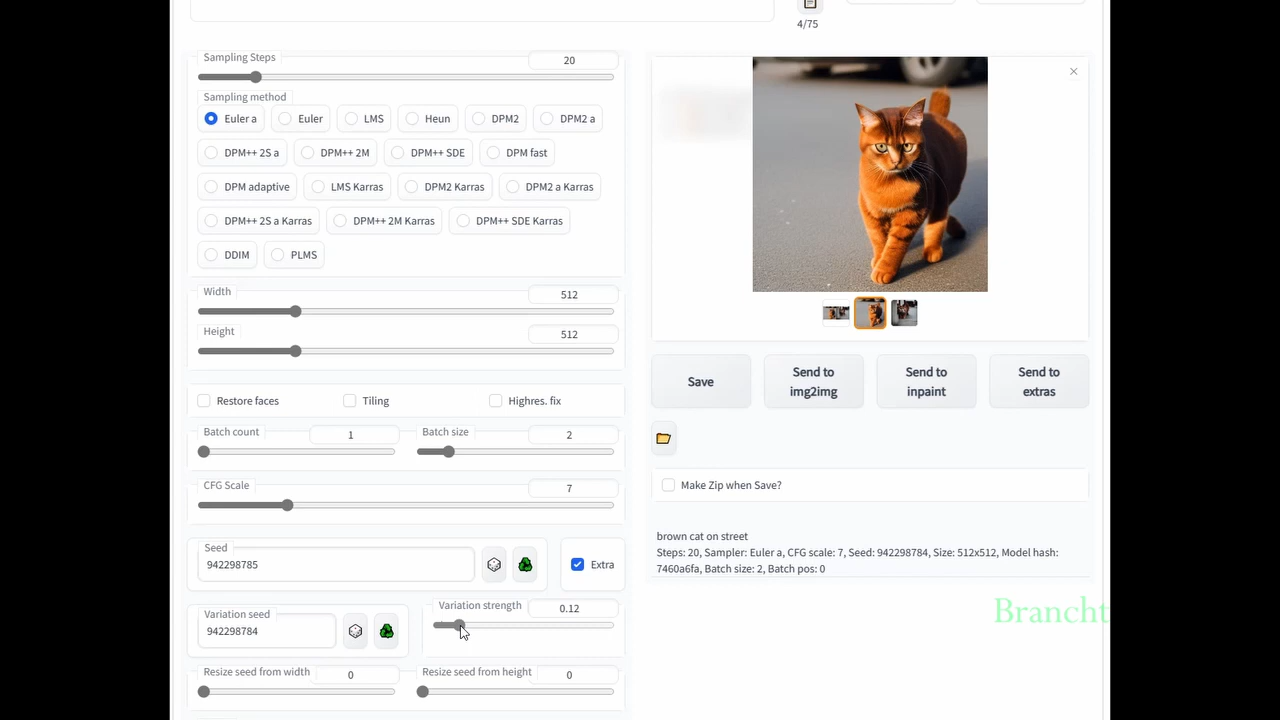 4/75
Sampling Steps
20
Sampling method
Euler a
Euler
LMS
Heun
DPM2
DPM2 a
DPM++ 2S a
DPM++ 2M
DPM++ SDE
DPM fast
DPM adaptive
LMS Karras
DPM2 Karras
DPM2 a Karras
DPM++ 2S a Karras
DPM++ 2M Karras
DPM++ SDE Karras
DDIM
PLMS
Width
512
Height
512
Restore faces
Tiling
Highres. fix
Batch count
1
Batch size
2
CFG Scale
7
Seed
942298785
Extra
Variation seed
942298784
Variation strength
0.12
Resize seed from width
0
Resize seed from height
0
Save
Send to
img2img
Send to
inpaint
Send to
extras
Make Zip when Save?
brown cat on street
Steps: 20, Sampler: Euler a, CFG scale: 7, Seed: 942298784, Size: 512x512, Model hash:
7460a6fa, Batch size: 2, Batch pos: 0
Brancht